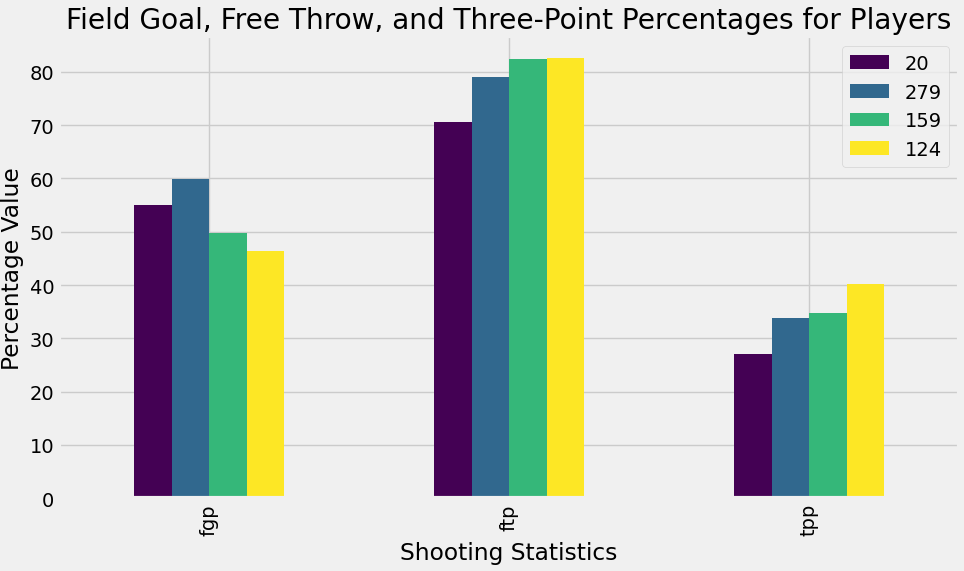 Field Goal, Free Throw, and Three-Point Percentages for Players
20
279
159
124
Percentage Value
80
70
60
50
40
30
20
10
0
fgp
ftp
tpp
Shooting Statistics